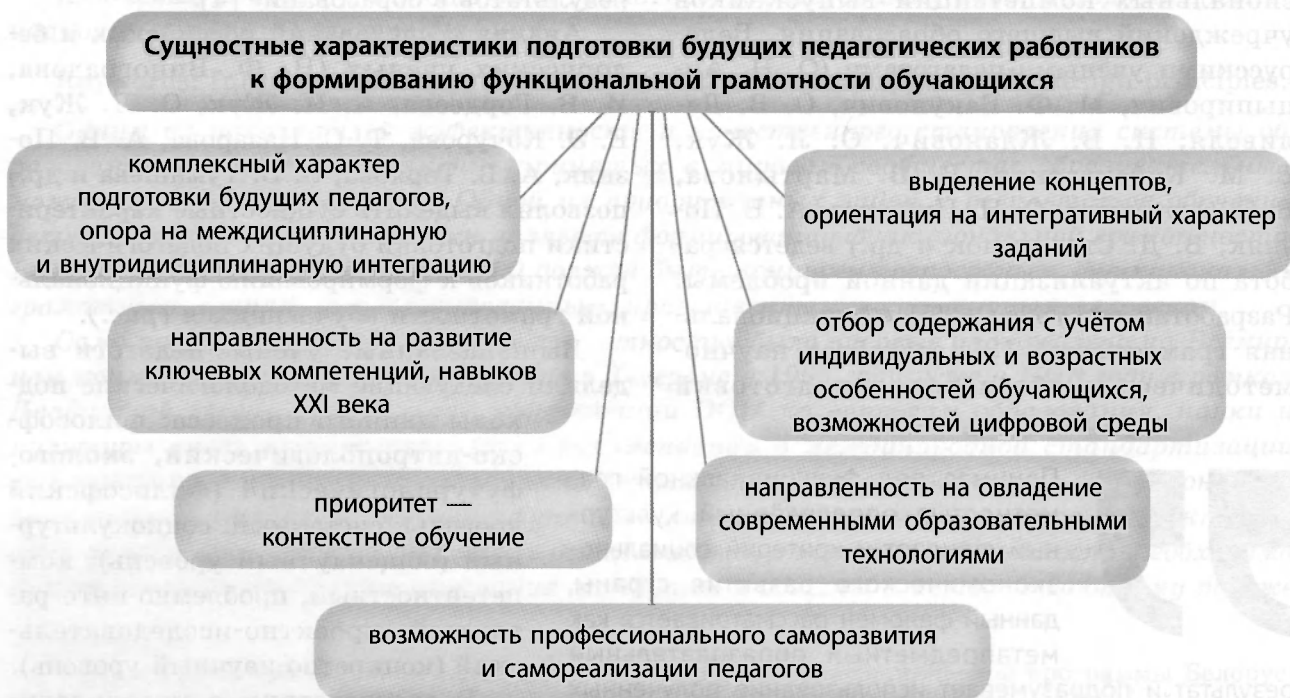 Сущностные характеристики подготовки будущих педагогических работников
к формированию функциональной грамотности обучающихся
комплексный характер
подготовки будущих педагогов,
опора на междисциплинарную
и внутридисциплинарную интеграцию
выделение концептов,
ориентация на интегративный характер
заданий
направленность на развитие
ключевых компетенций, навыков
XXI века
отбор содержания с учётом
индивидуальных и возрастных
особенностей обучающихся,
возможностей цифровой среды
приоритет —
контекстное обучение
направленность на овладение
современными образовательными
технологиями
возможность профессионального саморазвития
и самореализации педагогов